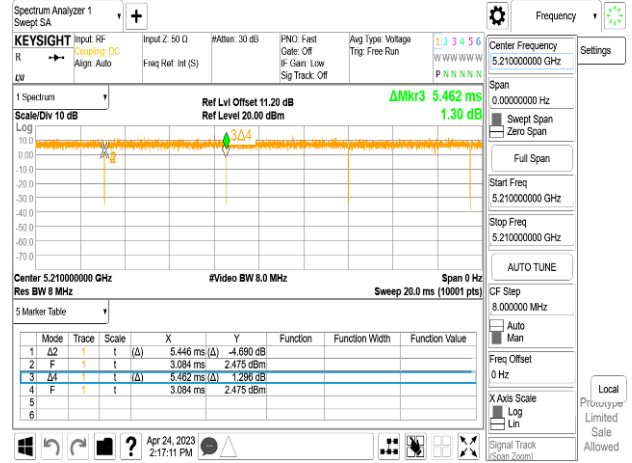 Spectrum Analyzer 1
Swept SA
Frequency
KEYSIGHT
R
Input: RF
Coupling: DC
Align: Auto
Input Z: 50 Ω
Freq Ref: Int (S)
#Atten: 30 dB
PNO: Fast
Gate: Off
IF Gain: Low
Sig Track: Off
Avg Type: Voltage
Trig: Free Run
1 2 3 4 5 6
W W W W W W
P N N N N N
1 Spectrum
Scale/Div 10 dB
Ref Lvl Offset 11.20 dB
Ref Level 20.00 dBm
ΔMkr3 5.462 ms
1.30 dB
Log
10.0
0.00
-10.0
-20.0
-30.0
-40.0
-50.0
-60.0
-70.0
3Δ4
Center 5.210000000 GHz
#Video BW 8.0 MHz
Span 0 Hz
Res BW 8 MHz
Sweep 20.0 ms (10001 pts)
5 Marker Table
Mode Trace Scale X Y Function Function Width Function Value
1 Δ2 1 t (Δ) 5.446 ms (Δ) -4.690 dB
2 F 1 t 3.084 ms 2.475 dBm
3 Δ4 1 t (Δ) 5.462 ms (Δ) 1.296 dB
4 F 1 t 3.084 ms 2.475 dBm
5
6
Apr 24, 2023
2:17:11 PM
Center Frequency
5.210000000 GHz
Settings
Span
0.00000000 Hz
Swept Span
Zero Span
Full Span
Start Freq
5.210000000 GHz
Stop Freq
5.210000000 GHz
AUTO TUNE
CF Step
8.000000 MHz
Auto
Man
Freq Offset
0 Hz
X Axis Scale
Log
Lin
Signal Track
(Span Zoom)
Local
Prototype
Limited
Sale
Allowed